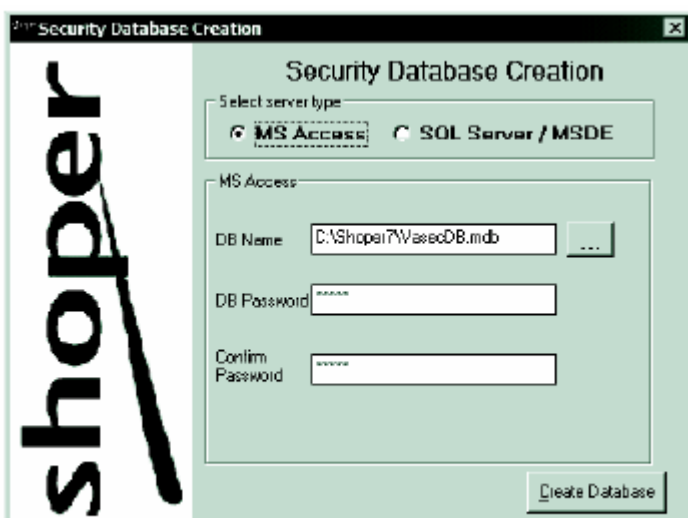 Security Database Creation
shoper
Security Database Creation
Select server type
MS Access
SQL Server / MSDE
MS Access
DB Name
C:\Shoper7\VasecDB.mdb
...
DB Password
Confirm
Password
Create Database